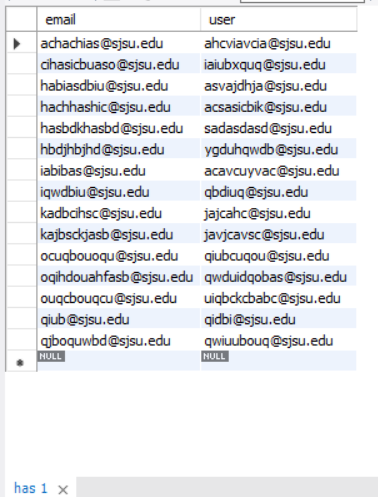 email user
achachias@sjsu.edu ahcviavcia@sjsu.edu
cihasicbuaso@sjsu.edu iaiubxquq@sjsu.edu
habiasdbiu@sjsu.edu asvajdhja@sjsu.edu
hachhashic@sjsu.edu acsasicbik@sjsu.edu
hasbdkhasbd@sjsu.edu sadasdasd@sjsu.edu
hbdjhbjhd@sjsu.edu ygduhqwdb@sjsu.edu
iabibas@sjsu.edu acavcuyvac@sjsu.edu
iqwdbiu@sjsu.edu qbdiuq@sjsu.edu
kadbcihsc@sjsu.edu jajcahc@sjsu.edu
kajbsckjasb@sjsu.edu javjcavsc@sjsu.edu
ocuqbouoqu@sjsu.edu qiubcuqou@sjsu.edu
oqihdouahfasb@sjsu.edu qwduidqobas@sjsu.edu
ouqcbouqcu@sjsu.edu uiqbckcbabc@sjsu.edu
qiub@sjsu.edu qidbi@sjsu.edu
qjboquwbd@sjsu.edu qwiuubouq@sjsu.edu
NULL NULL
has 1